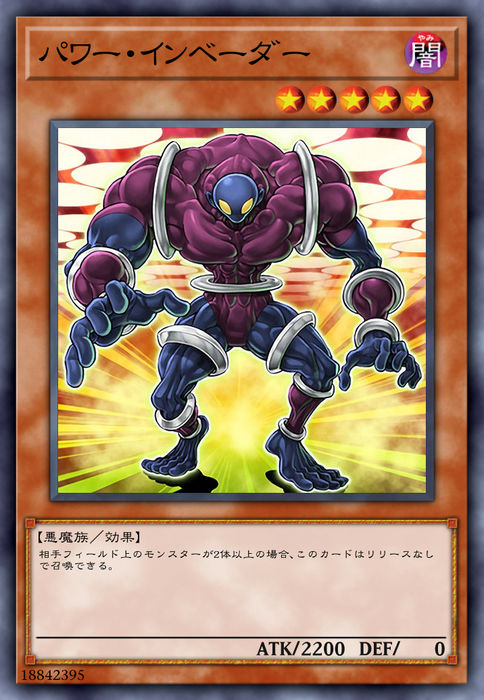 パワー・インベーダー
やみ
闇
【悪魔族／効果】
相手フィールド上のモンスターが2体以上の場合、このカードはリリースなし
で召喚できる。
ATK/2200 DEF/ 0
18842395